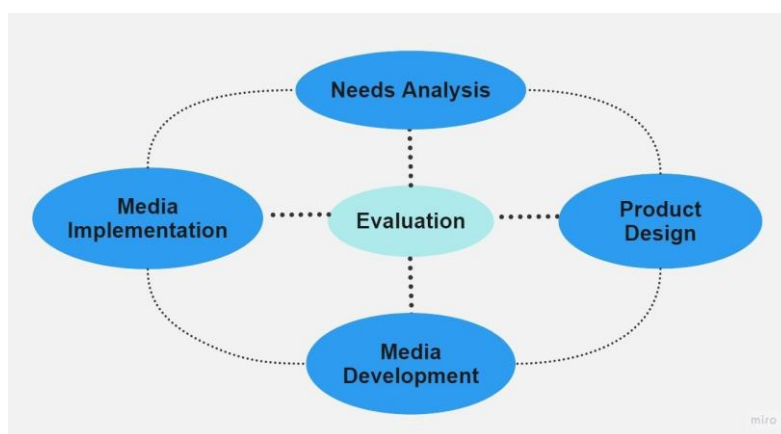 Needs Analysis
Media
Implementation
Evaluation
Product
Design
Media
Development
miro